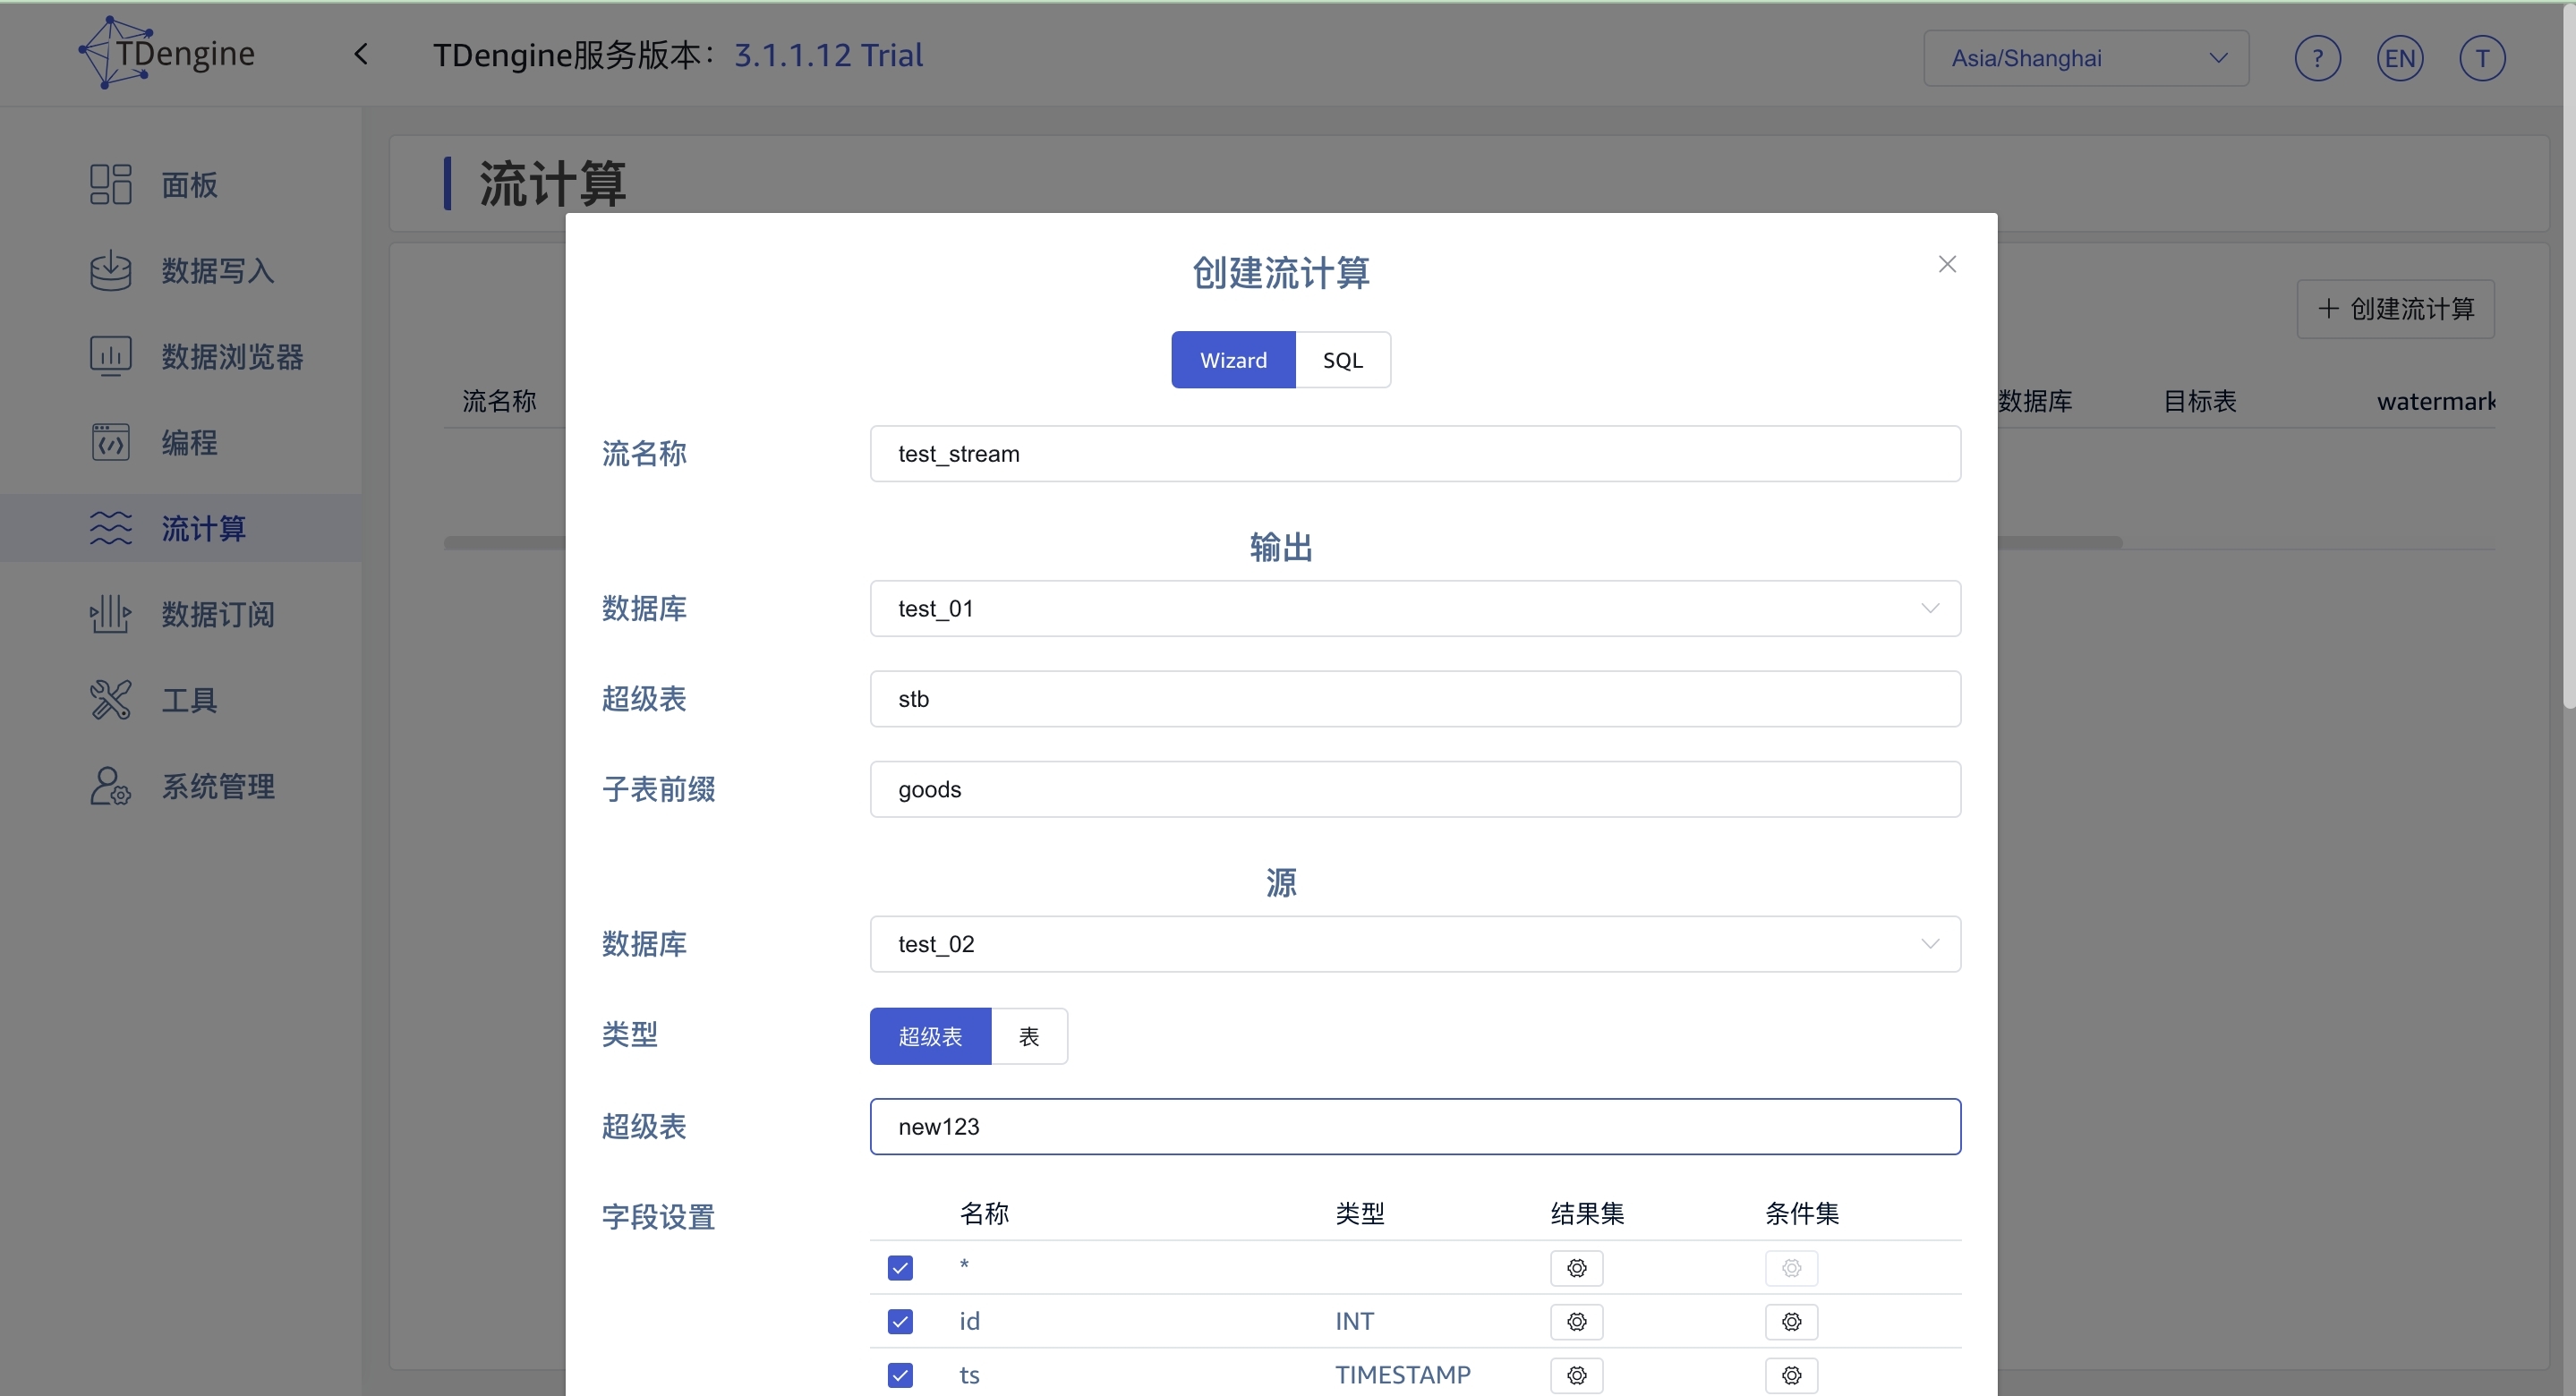 TDengine
TDengine服务版本：3.1.1.12 Trial
Asia/Shanghai
?
EN
T
面板
数据写入
数据浏览器
编程
流计算
数据订阅
工具
系统管理
流计算
+ 创建流计算
流名称
数据库
目标表
watermark
创建流计算
Wizard
SQL
流名称
test_stream
输出
数据库
test_01
超级表
stb
子表前缀
goods
源
数据库
test_02
类型
超级表
表
超级表
new123
字段设置
名称
类型
结果集
条件集
*
id
INT
ts
TIMESTAMP